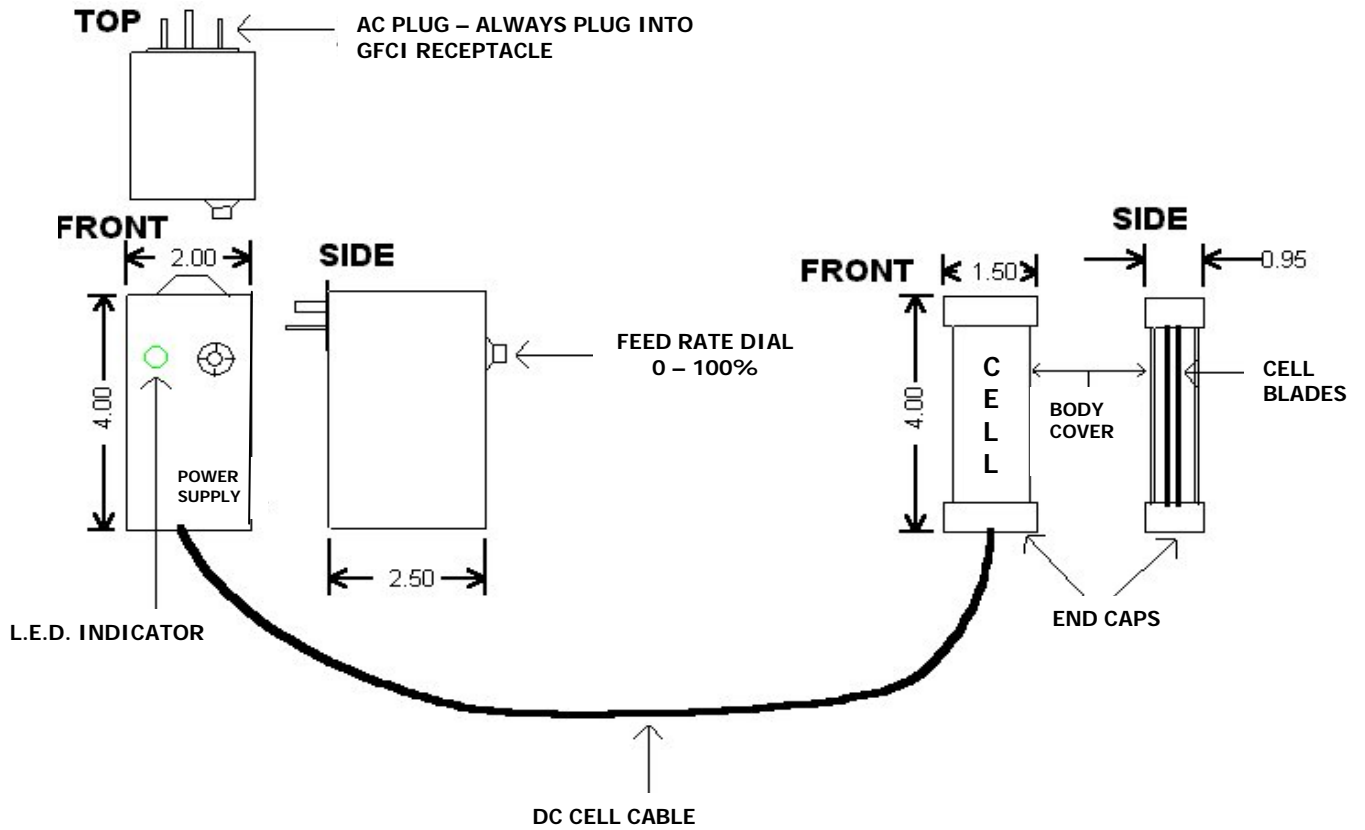 TOP
AC PLUG – ALWAYS PLUG INTO
GFCI RECEPTACLE
FRONT
2.00
SIDE
4.00
POWER
SUPPLY
L.E.D. INDICATOR
2.50
FEED RATE DIAL
0 – 100%
FRONT
1.50
4.00
C
E
L
L
BODY
COVER
SIDE
0.95
CELL
BLADES
END CAPS
DC CELL CABLE